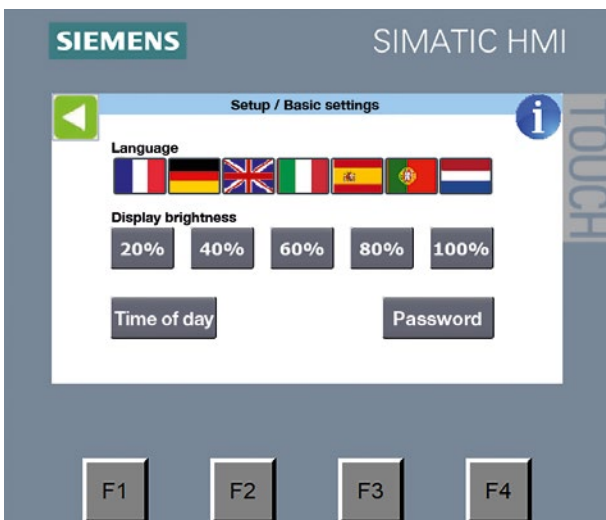 SIEMENS
SIMATIC HMI
TOUCH
Setup / Basic settings
i
Language
Display brightness
20% 40% 60% 80% 100%
Time of day Password
F1 F2 F3 F4